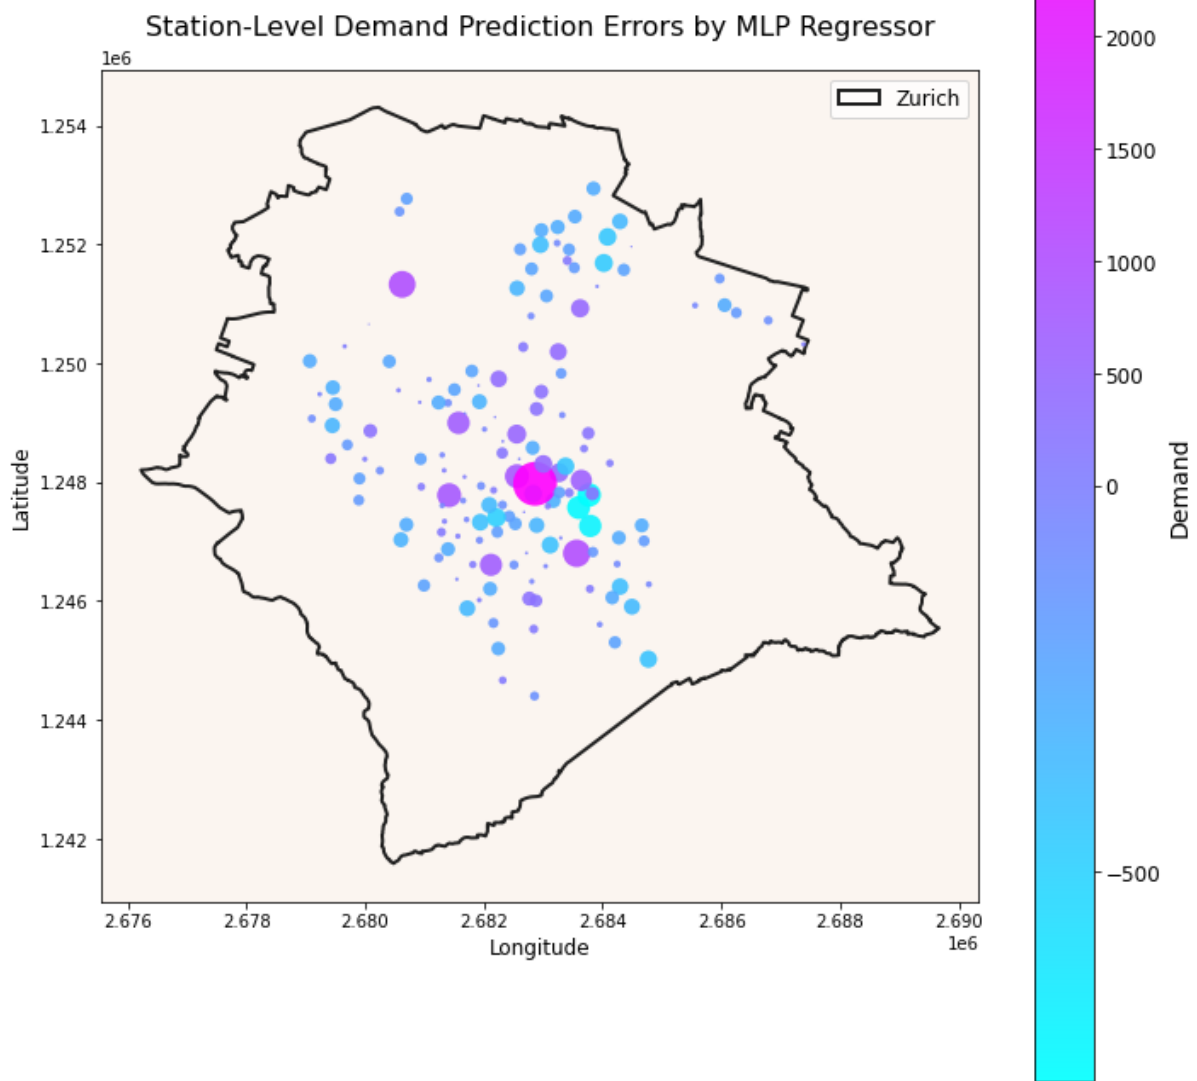 Station-Level Demand Prediction Errors by MLP Regressor
1e6
Zurich
1.254
1.252
1.250
1.248
1.246
1.244
1.242
Latitude
2.676 2.678 2.680 2.682 2.684 2.686 2.688 2.690
1e6
Longitude
2000
1500
1000
500
0
−500
Demand